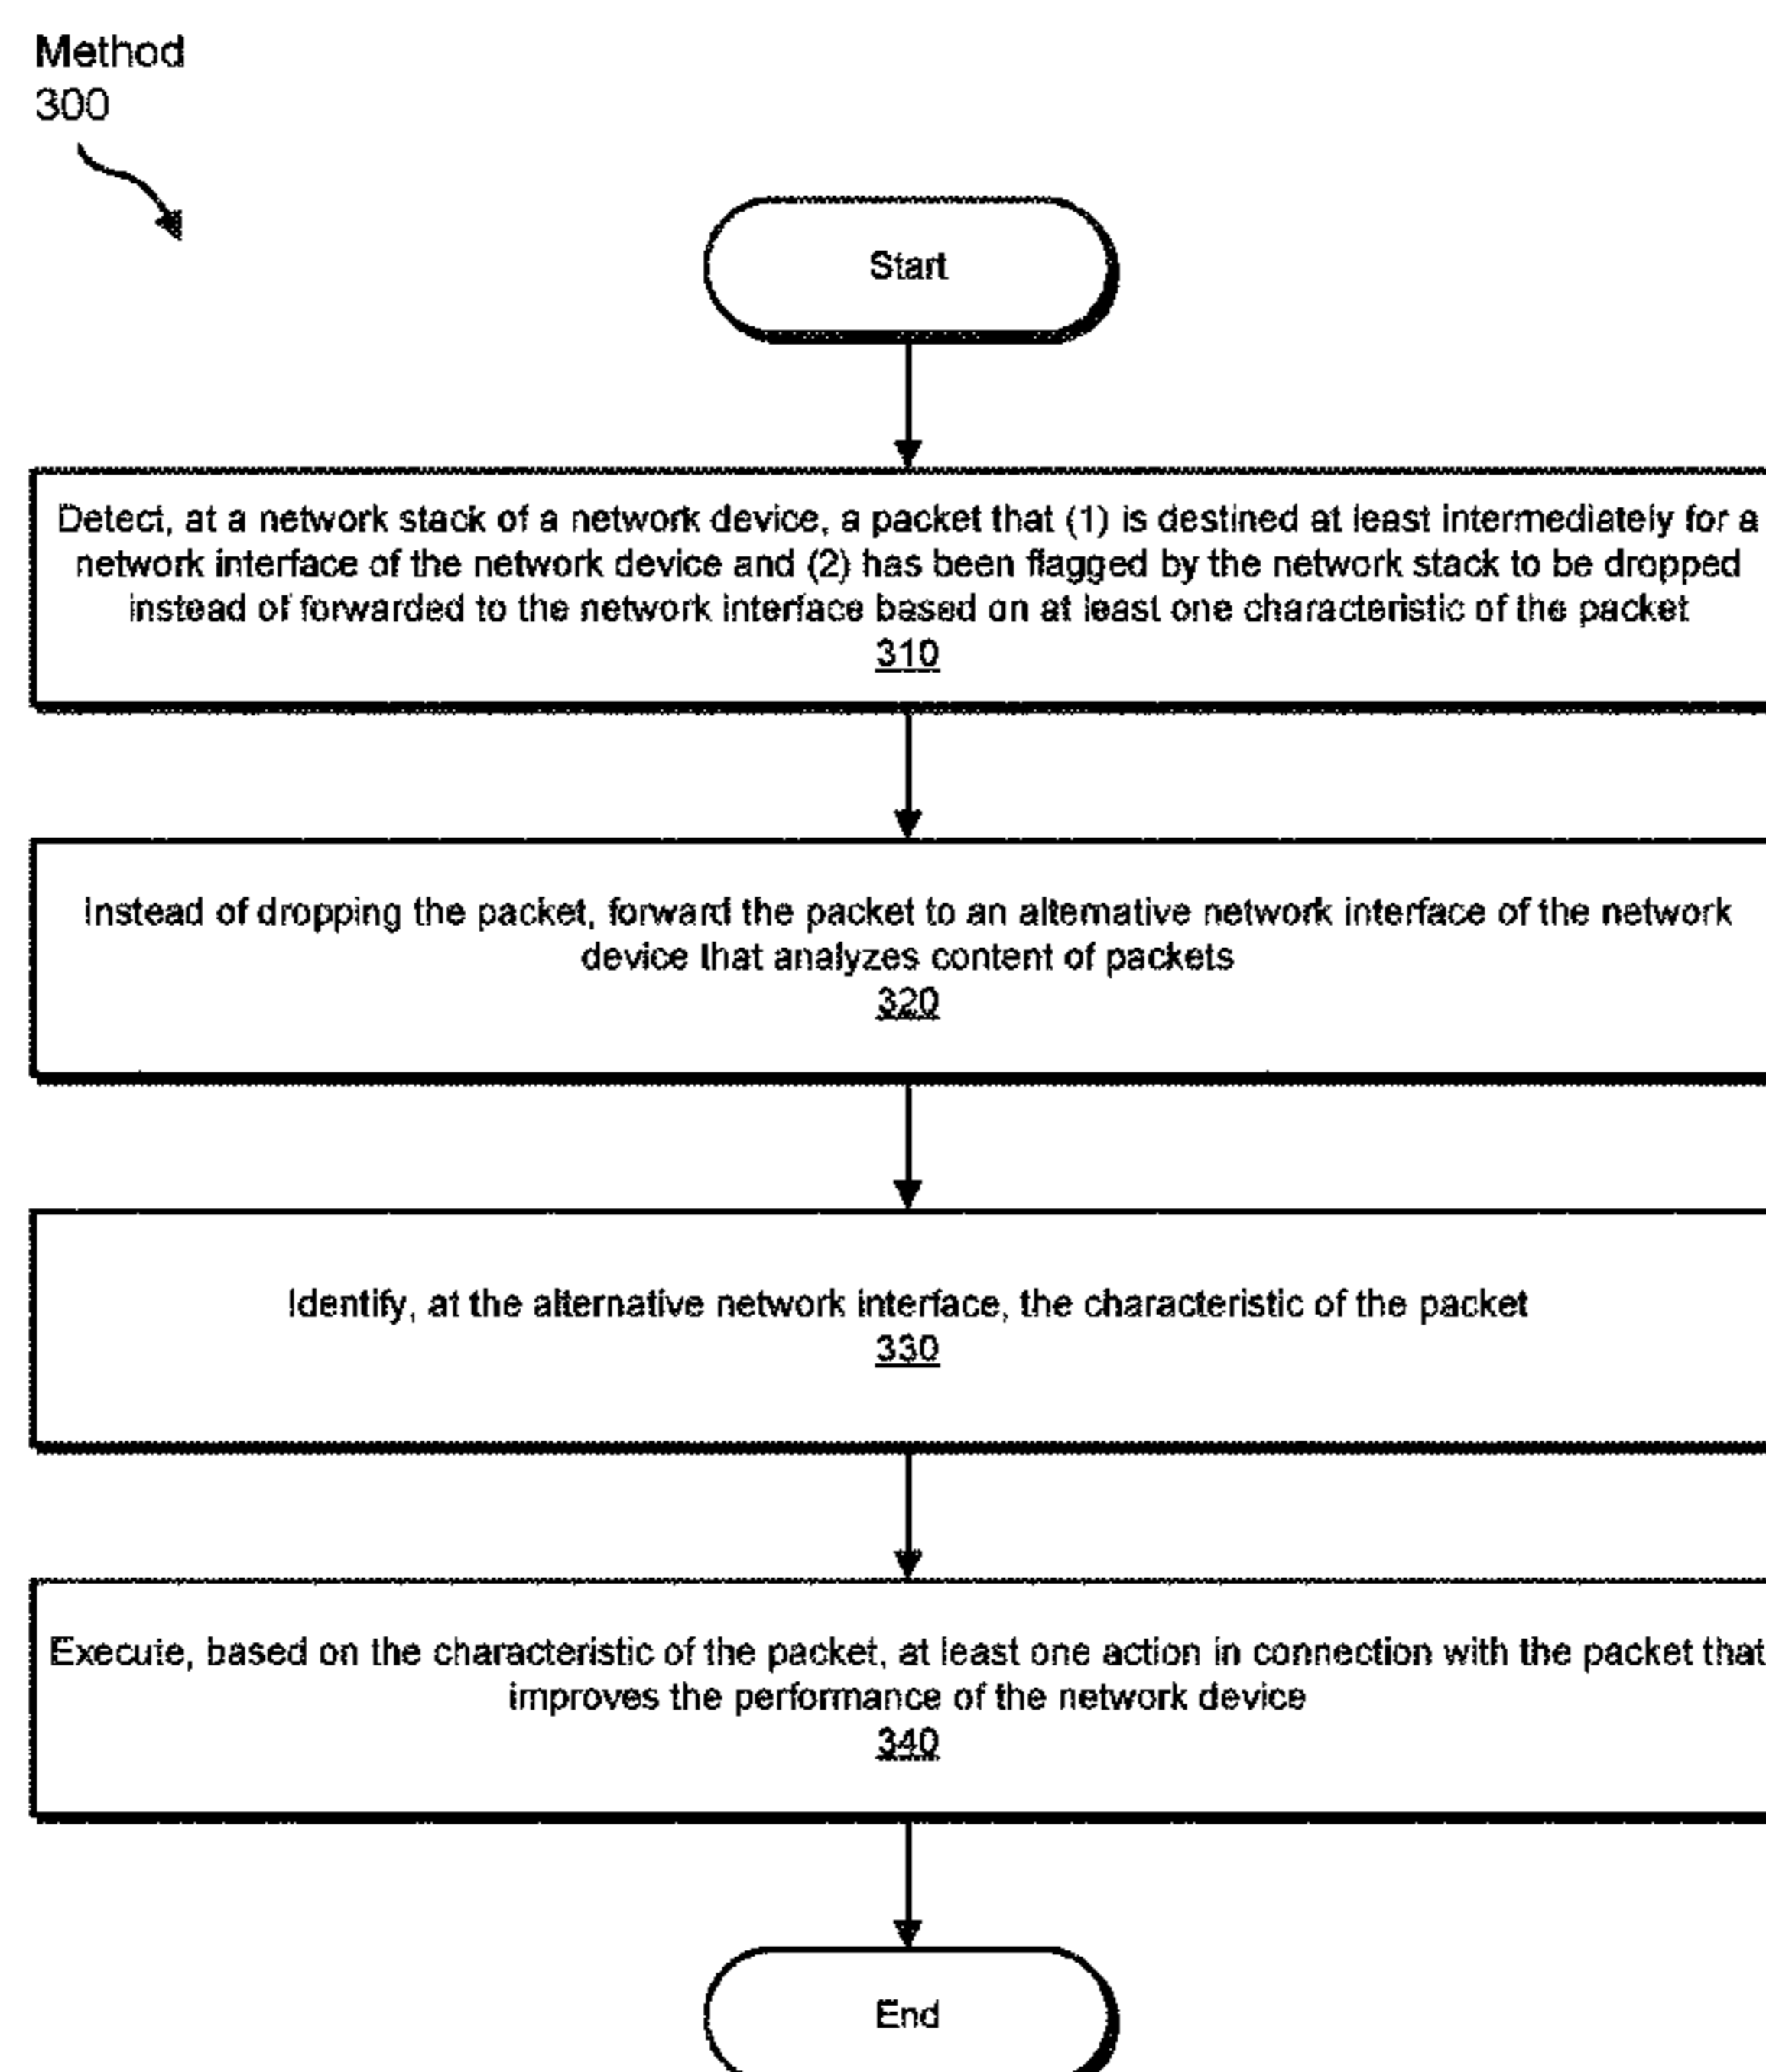 Method
300
Start
Detect, at a network stack of a network device, a packet that (1) is destined at least intermediately for a
network interface of the network device and (2) has been flagged by the network stack to be dropped
instead of forwarded to the network interface based on at least one characteristic of the packet
310
Instead of dropping the packet, forward the packet to an alternative network interface of the network
device that analyzes content of packets
320
Identify, at the alternative network interface, the characteristic of the packet
330
Execute, based on the characteristic of the packet, at least one action in connection with the packet that
improves the performance of the network device
340
End